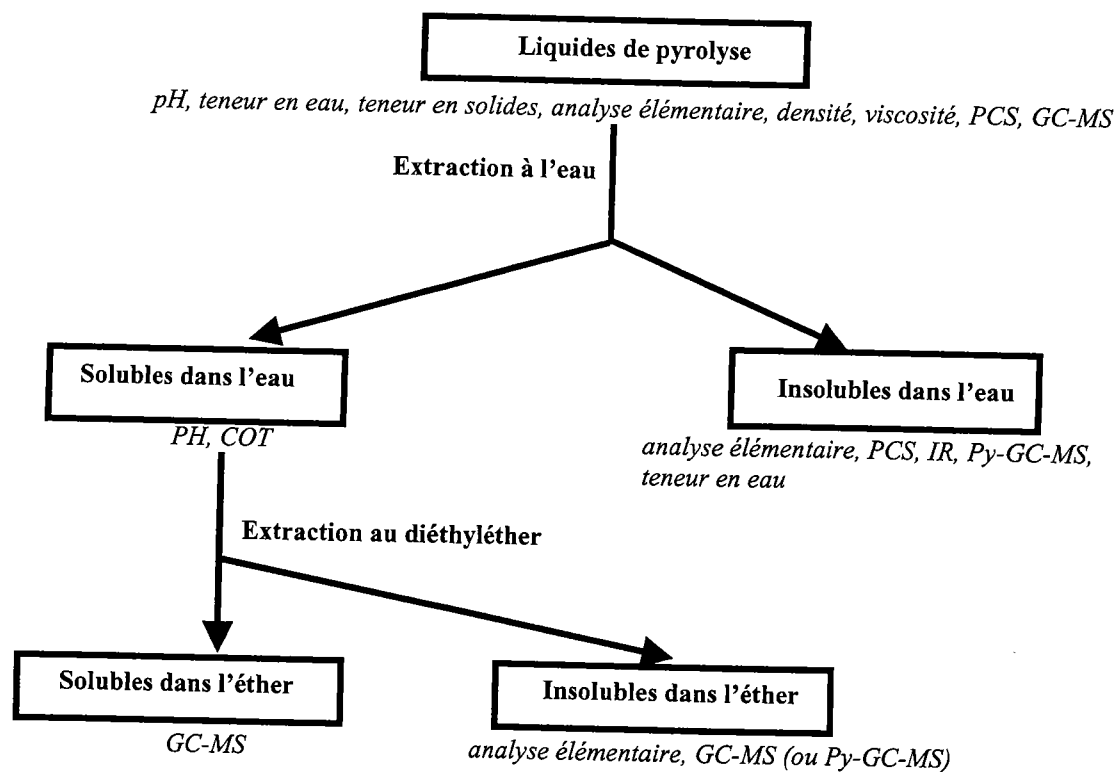 Liquides de pyrolyse
pH, teneur en eau, teneur en solides, analyse élémentaire, densité, viscosité, PCS, GC-MS
Extraction à l'eau
Solubles dans l'eau
PH, COT
Insolubles dans l'eau
analyse élémentaire, PCS, IR, Py-GC-MS,
teneur en eau
Extraction au diéthyléther
Solubles dans l'éther
GC-MS
Insolubles dans l'éther
analyse élémentaire, GC-MS (ou Py-GC-MS)